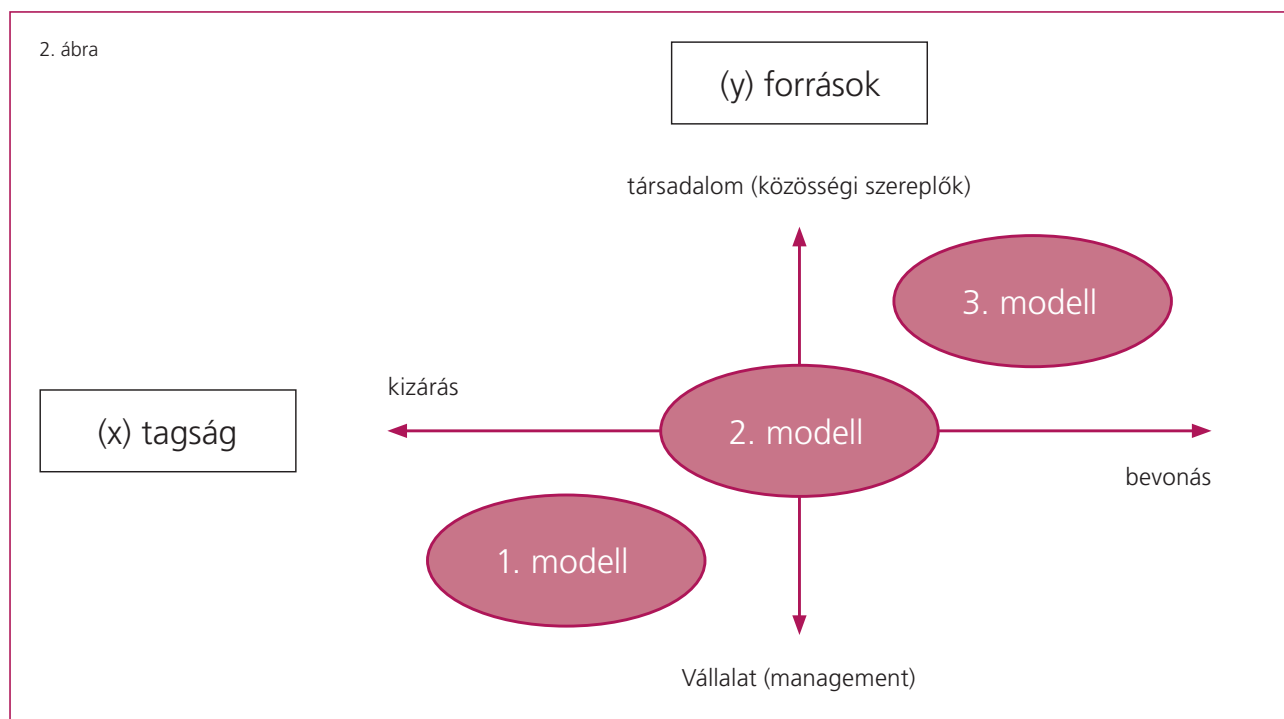 2. ábra
(y) források
társadalom (közösségi szereplők)
3. modell
kizárás
(x) tagság
2. modell
bevonás
1. modell
Vállalat (management)